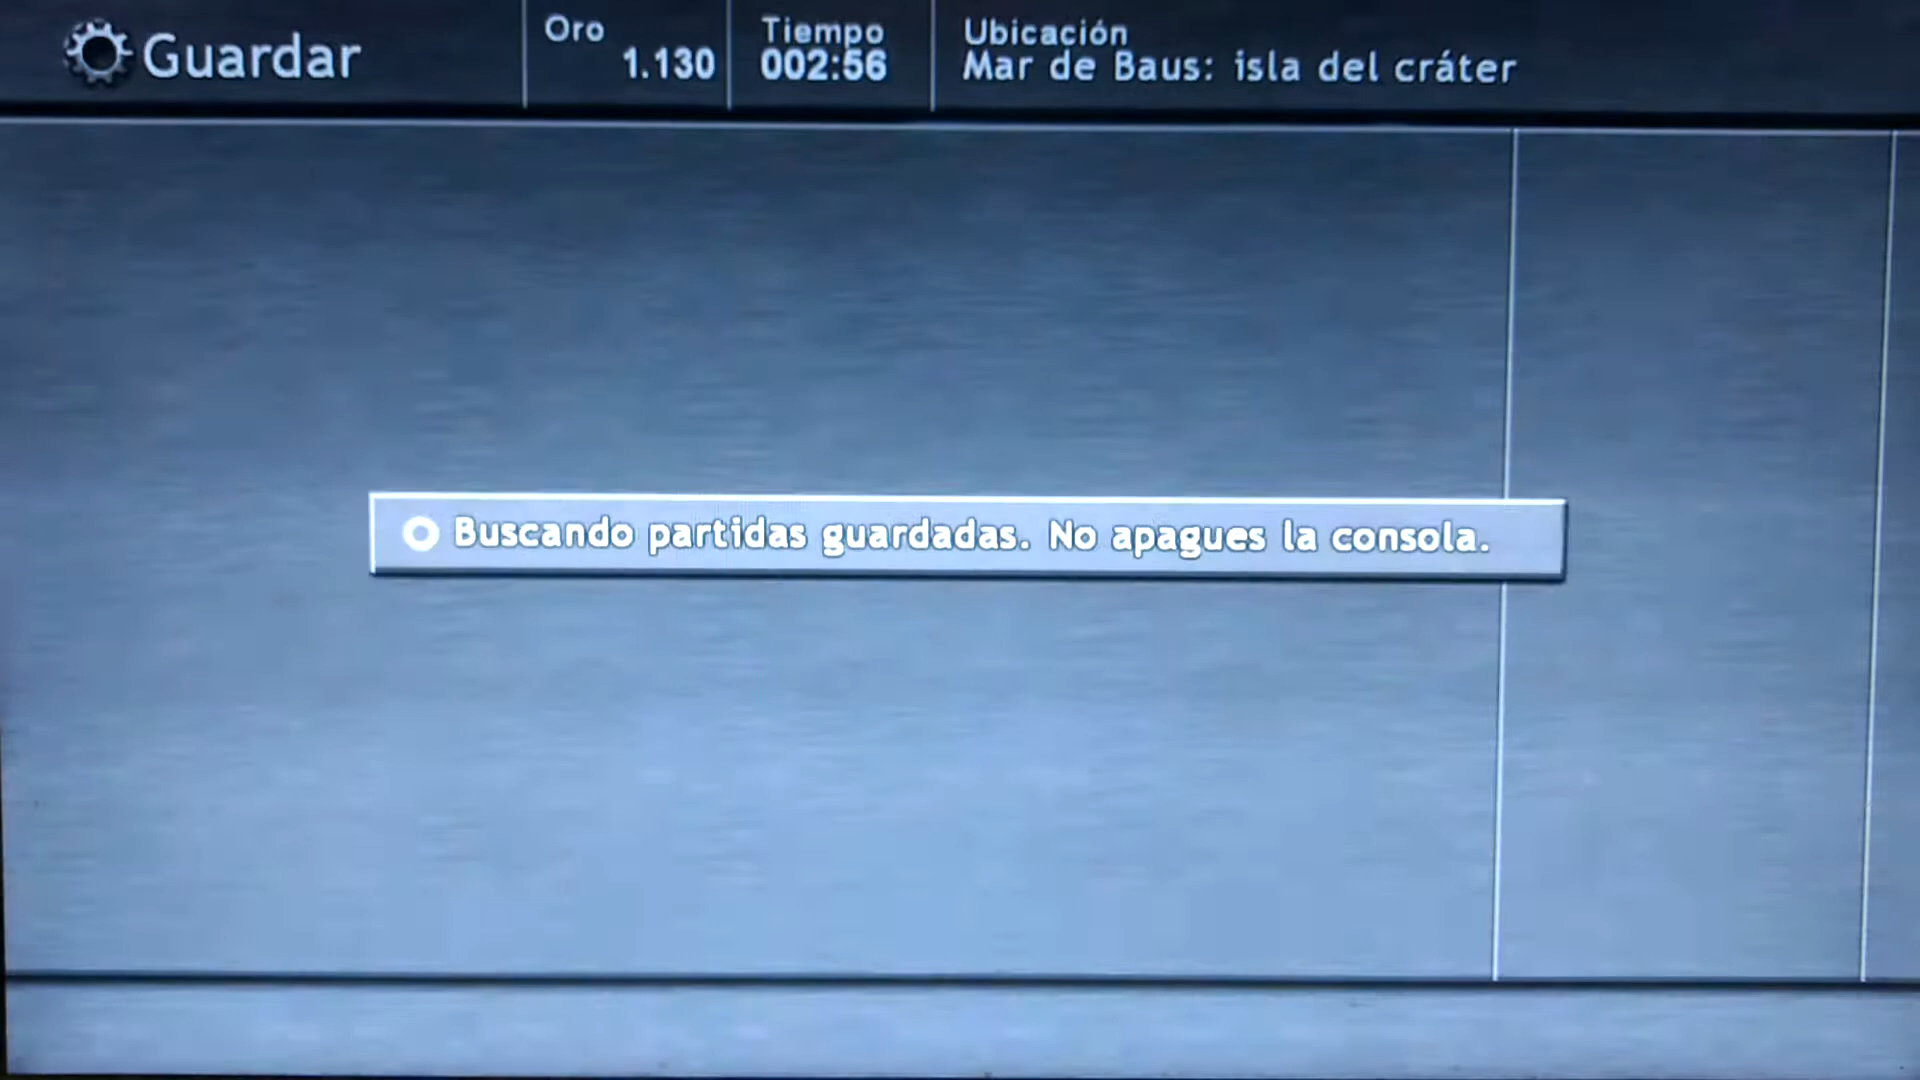 Guardar
Oro
1.130
Tiempo
002:56
Ubicación
Mar de Baus: isla del cráter
Buscando partidas guardadas. No apagues la consola.